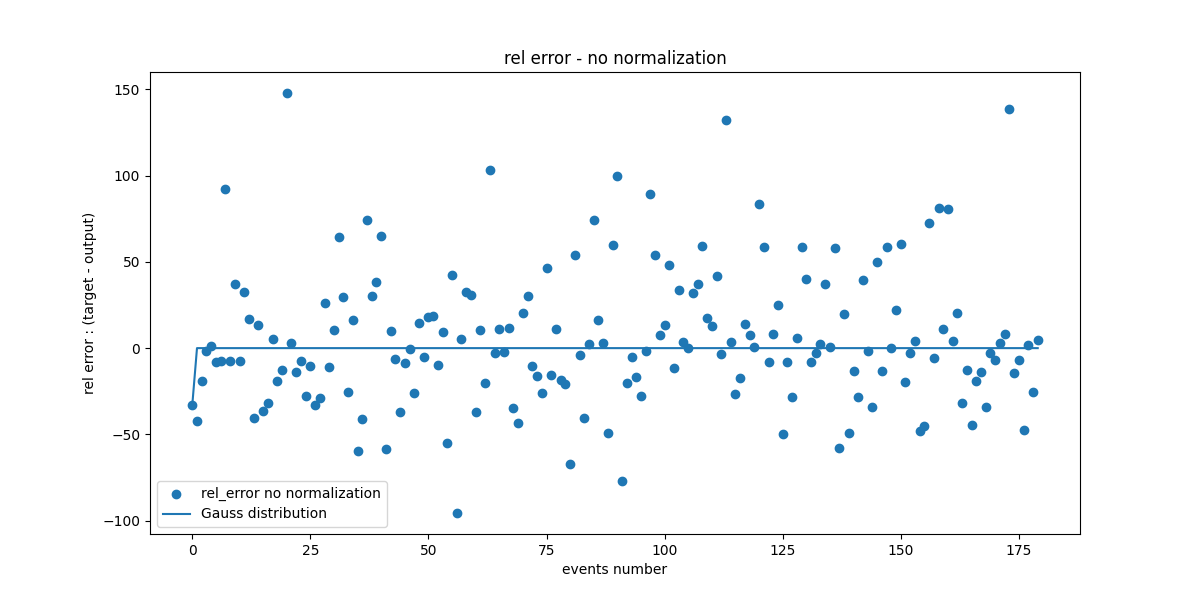 rel error - no normalization
rel error : (target - output)
150
100
50
0
−50
−100
rel_error no normalization
Gauss distribution
0 25 50 75 100 125 150 175
events number